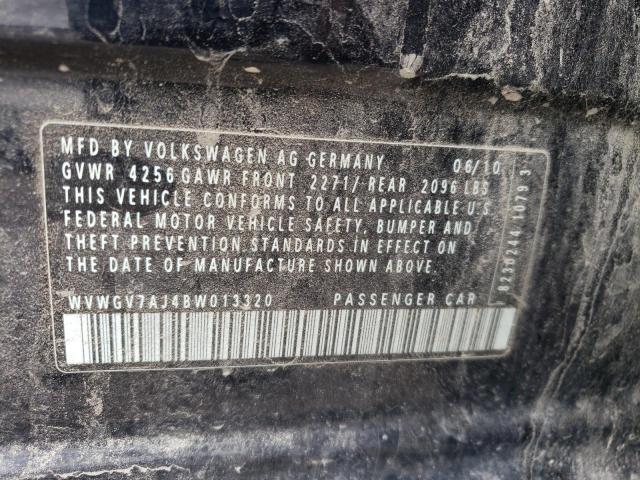 MFD BY VOLKSWAGEN AG GERMANY 06/10
GVWR 4256 GAWR FRONT 2271/ REAR 2096 LBS
THIS VEHICLE CONFORMS TO ALL APPLICABLE U.S.
FEDERAL MOTOR VEHICLE SAFETY, BUMPER AND
THEFT PREVENTION STANDARDS IN EFFECT ON
THE DATE OF MANUFACTURE SHOWN ABOVE.
WVWGV7AJ4BW013320 PASSENGER CAR
1079 3